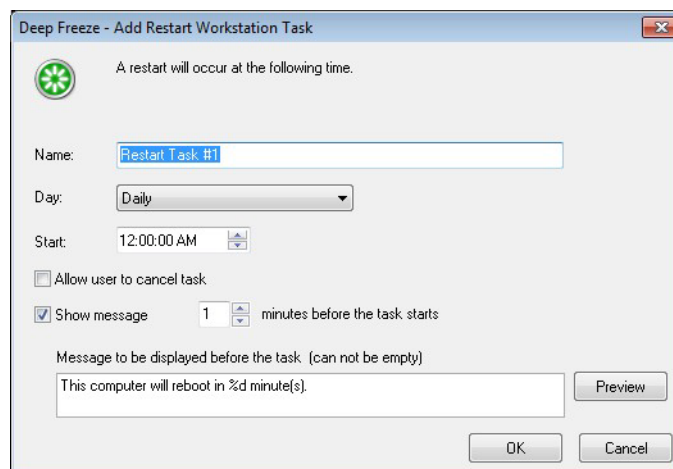 Deep Freeze - Add Restart Workstation Task
A restart will occur at the following time.
Name: Restart Task #1
Day: Daily
Start: 12:00:00 AM
Allow user to cancel task
Show message 1 minutes before the task starts
Message to be displayed before the task (can not be empty)
This computer will reboot in %d minute(s).
Preview
OK Cancel